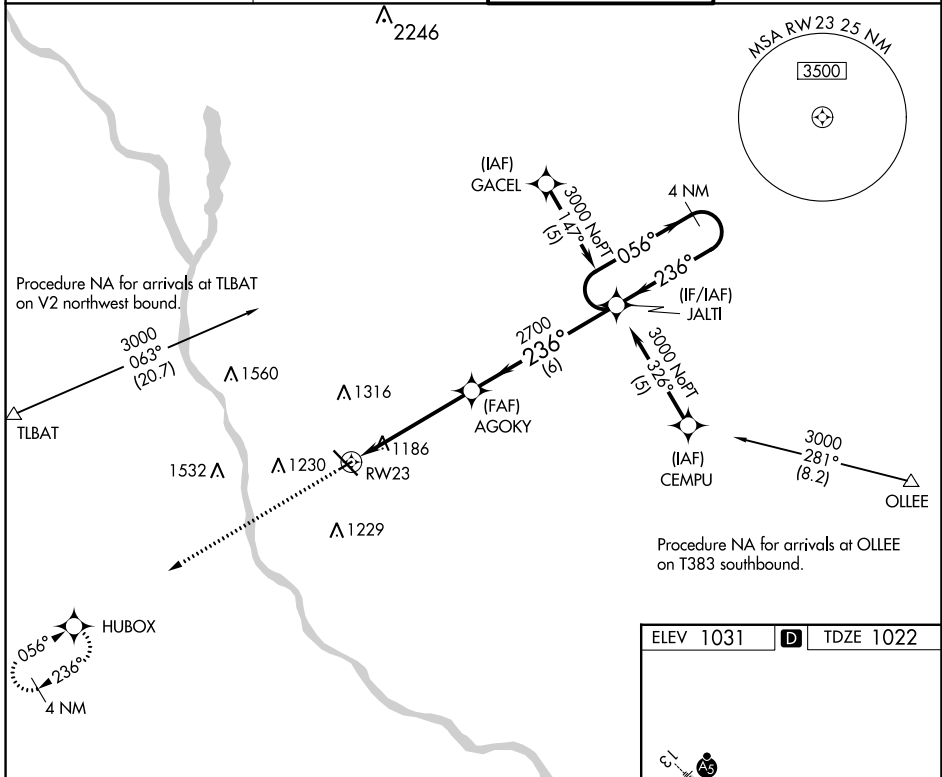 2246
MSA RW23 25 NM
3500
(IAF)
GACEL
3000 NoPT
147°
(5)
4 NM
056°
236°
(IF/IAF)
JALTI
Procedure NA for arrivals at TLBAT
on V2 northwest bound.
3000
063°
(20.7)
TLBAT
2700
236°
(6)
3000 NoPT
326°
(5)
1560
1316
(FAF)
AGOKY
1186
1532
1230
RW23
(IAF)
CEMPU
3000
281°
(8.2)
OLLEE
1229
Procedure NA for arrivals at OLLEE
on T383 southbound.
HUBOX
056°
236°
4 NM
ELEV 1031
D
TDZE 1022
13
A5